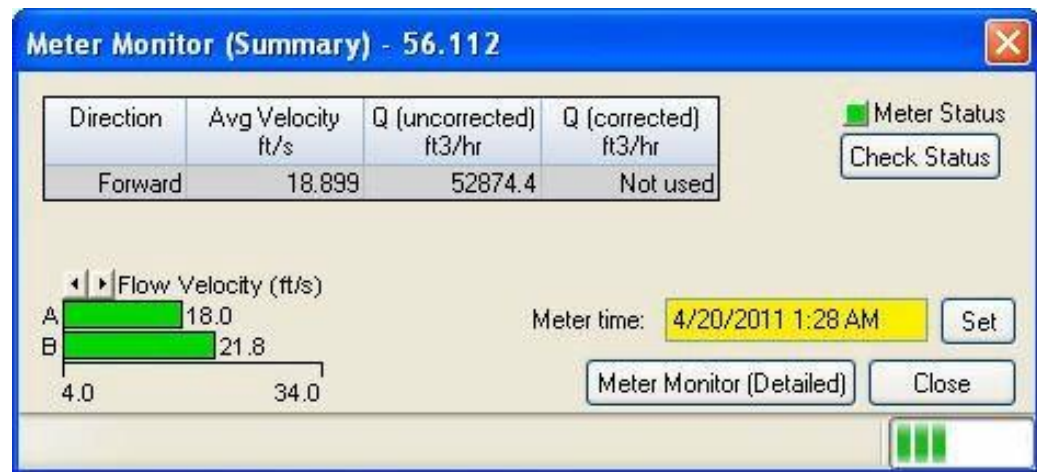 Meter Monitor (Summary) - 56.112
Direction Avg Velocity ft/s Q (uncorrected) ft3/hr Q (corrected) ft3/hr
Forward 18.899 52874.4 Not used
Meter Status
Check Status
Flow Velocity (ft/s)
A 18.0
B 21.8
4.0 34.0
Meter time: 4/20/2011 1:28 AM Set
Meter Monitor (Detailed) Close